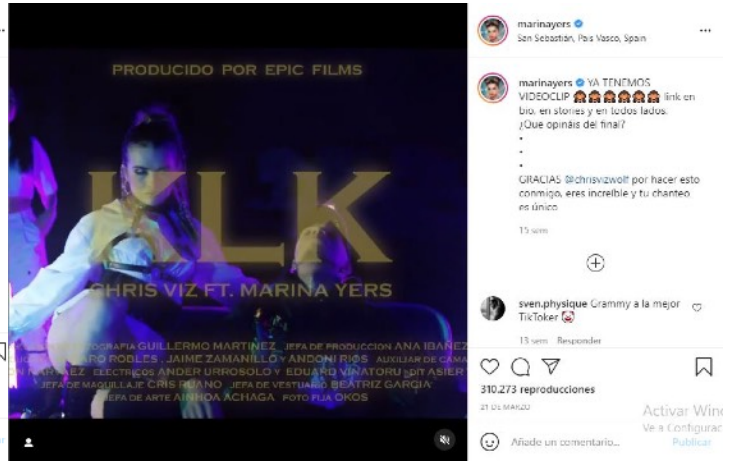 PRODUCIDO POR EPIC FILMS
KLK
CHRIS VIZ FT. MARINA YERS
GUILLERMO MARTINEZ JEFA DE PRODUCCION ANA IBAÑEZ
ROBLES , JAIME ZAMANILLO Y ANDONI RIOS AUXILIAR DE CAMA
ELECTRICOS ANDER URROSOLO Y EDUARD VINATORU DIT ASIER
JEFA DE MAQUILLAJE CRIS RUANO JEFA DE VESTUARIO BEATRIZ GARCIA
JEFA DE ARTE AINHOA ACHAGA FOTO FIJA OKOS
marinayers
San Sebastián, País Vasco, Spain
marinayers YA TENEMOS
VIDEOCLIP 🙈🙈🙈🙈🙈🙈 link en
bio, en stories y en todos lados.
¿Que opináis del final?
•
•
•
GRACIAS @chrisvizwolf por hacer esto
conmigo, eres increíble y tu chanteo
es único
15 sem
sven.physique Grammy a la mejor
TikToker 🤡
13 sem Responder
310.273 reproducciones
21 DE MARZO
Activar Win
Ve a Configurac
Añade un comentario...
Publicar